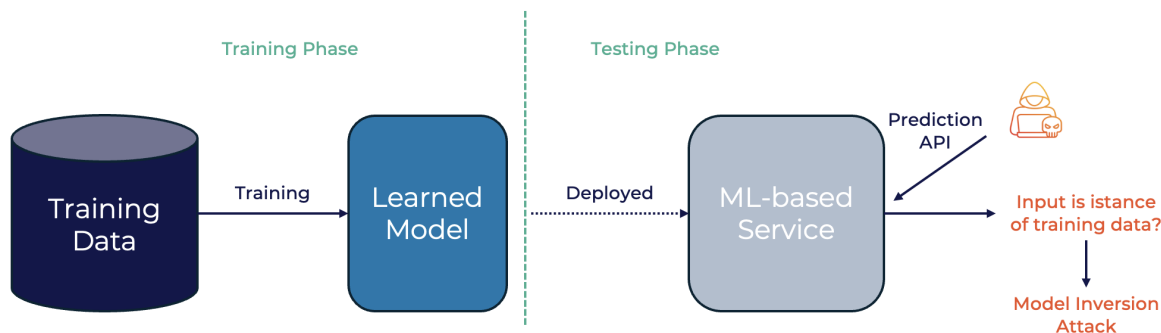 Training Phase
Testing Phase
Training
Data
Training
Learned
Model
Deployed
ML-based
Service
Prediction
API
Input is istance
of training data?
Model Inversion
Attack